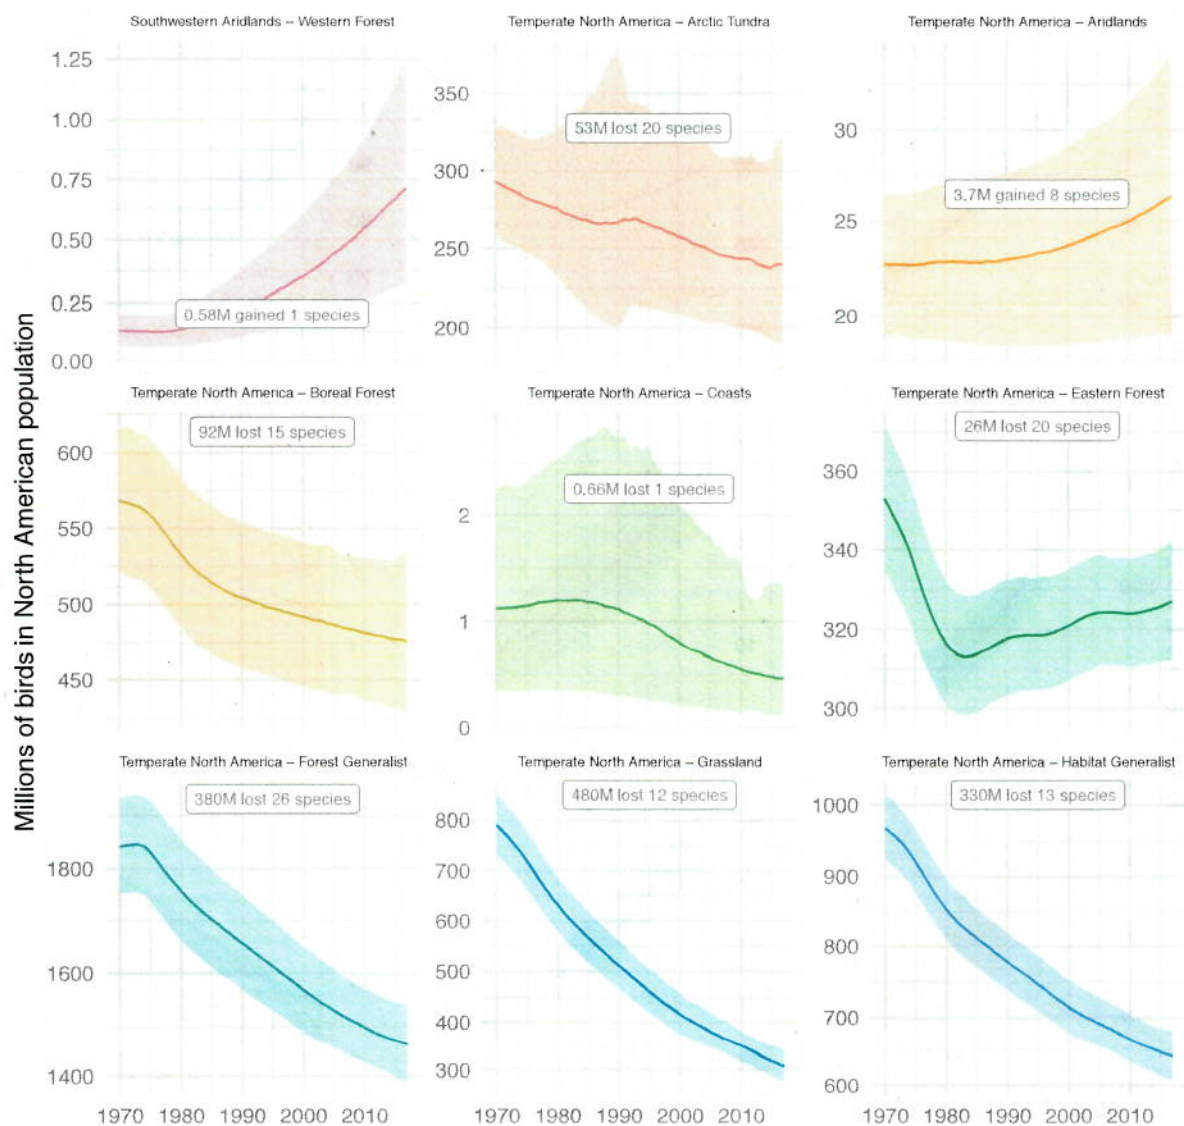 Southwestern Aridlands – Western Forest
Temperate North America – Arctic Tundra
Temperate North America – Aridlands
1.25
1.00
0.75
0.50
0.25
0.00
0.58M gained 1 species
350
300
250
200
53M lost 20 species
30
25
20
3.7M gained 8 species
Millions of birds in North American population
Temperate North America – Boreal Forest
Temperate North America – Coasts
Temperate North America – Eastern Forest
600
550
500
450
92M lost 15 species
2
1
0
0.66M lost 1 species
360
340
320
300
26M lost 20 species
Temperate North America – Forest Generalist
Temperate North America – Grassland
Temperate North America – Habitat Generalist
1800
1600
1400
380M lost 26 species
800
700
600
500
400
300
480M lost 12 species
1000
900
800
700
600
330M lost 13 species
1970 1980 1990 2000 2010
1970 1980 1990 2000 2010
1970 1980 1990 2000 2010